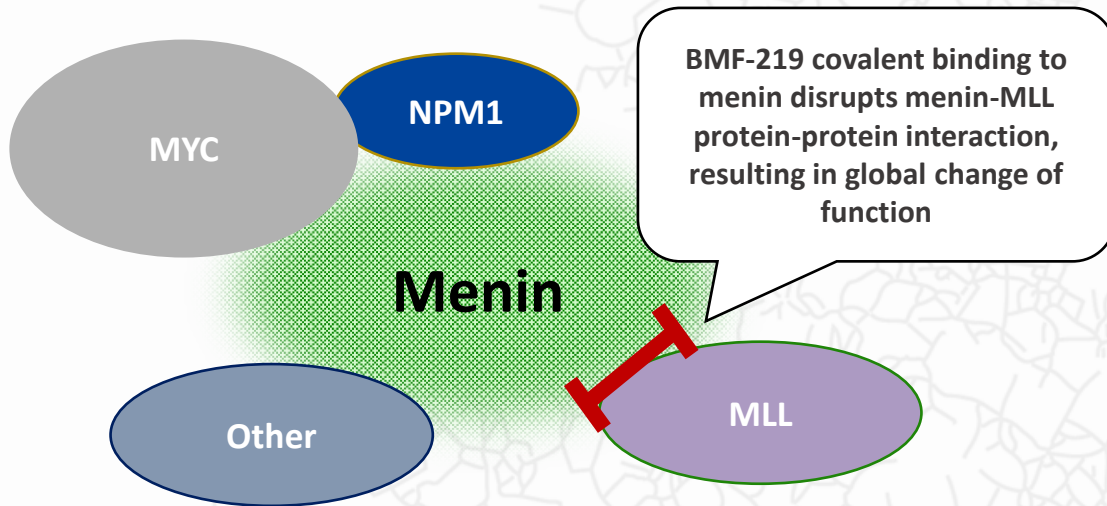 BMF-219 covalent binding to
menin disrupts menin-MLL
protein-protein interaction,
resulting in global change of
function
NPM1
MYC
Menin
MLL
Other